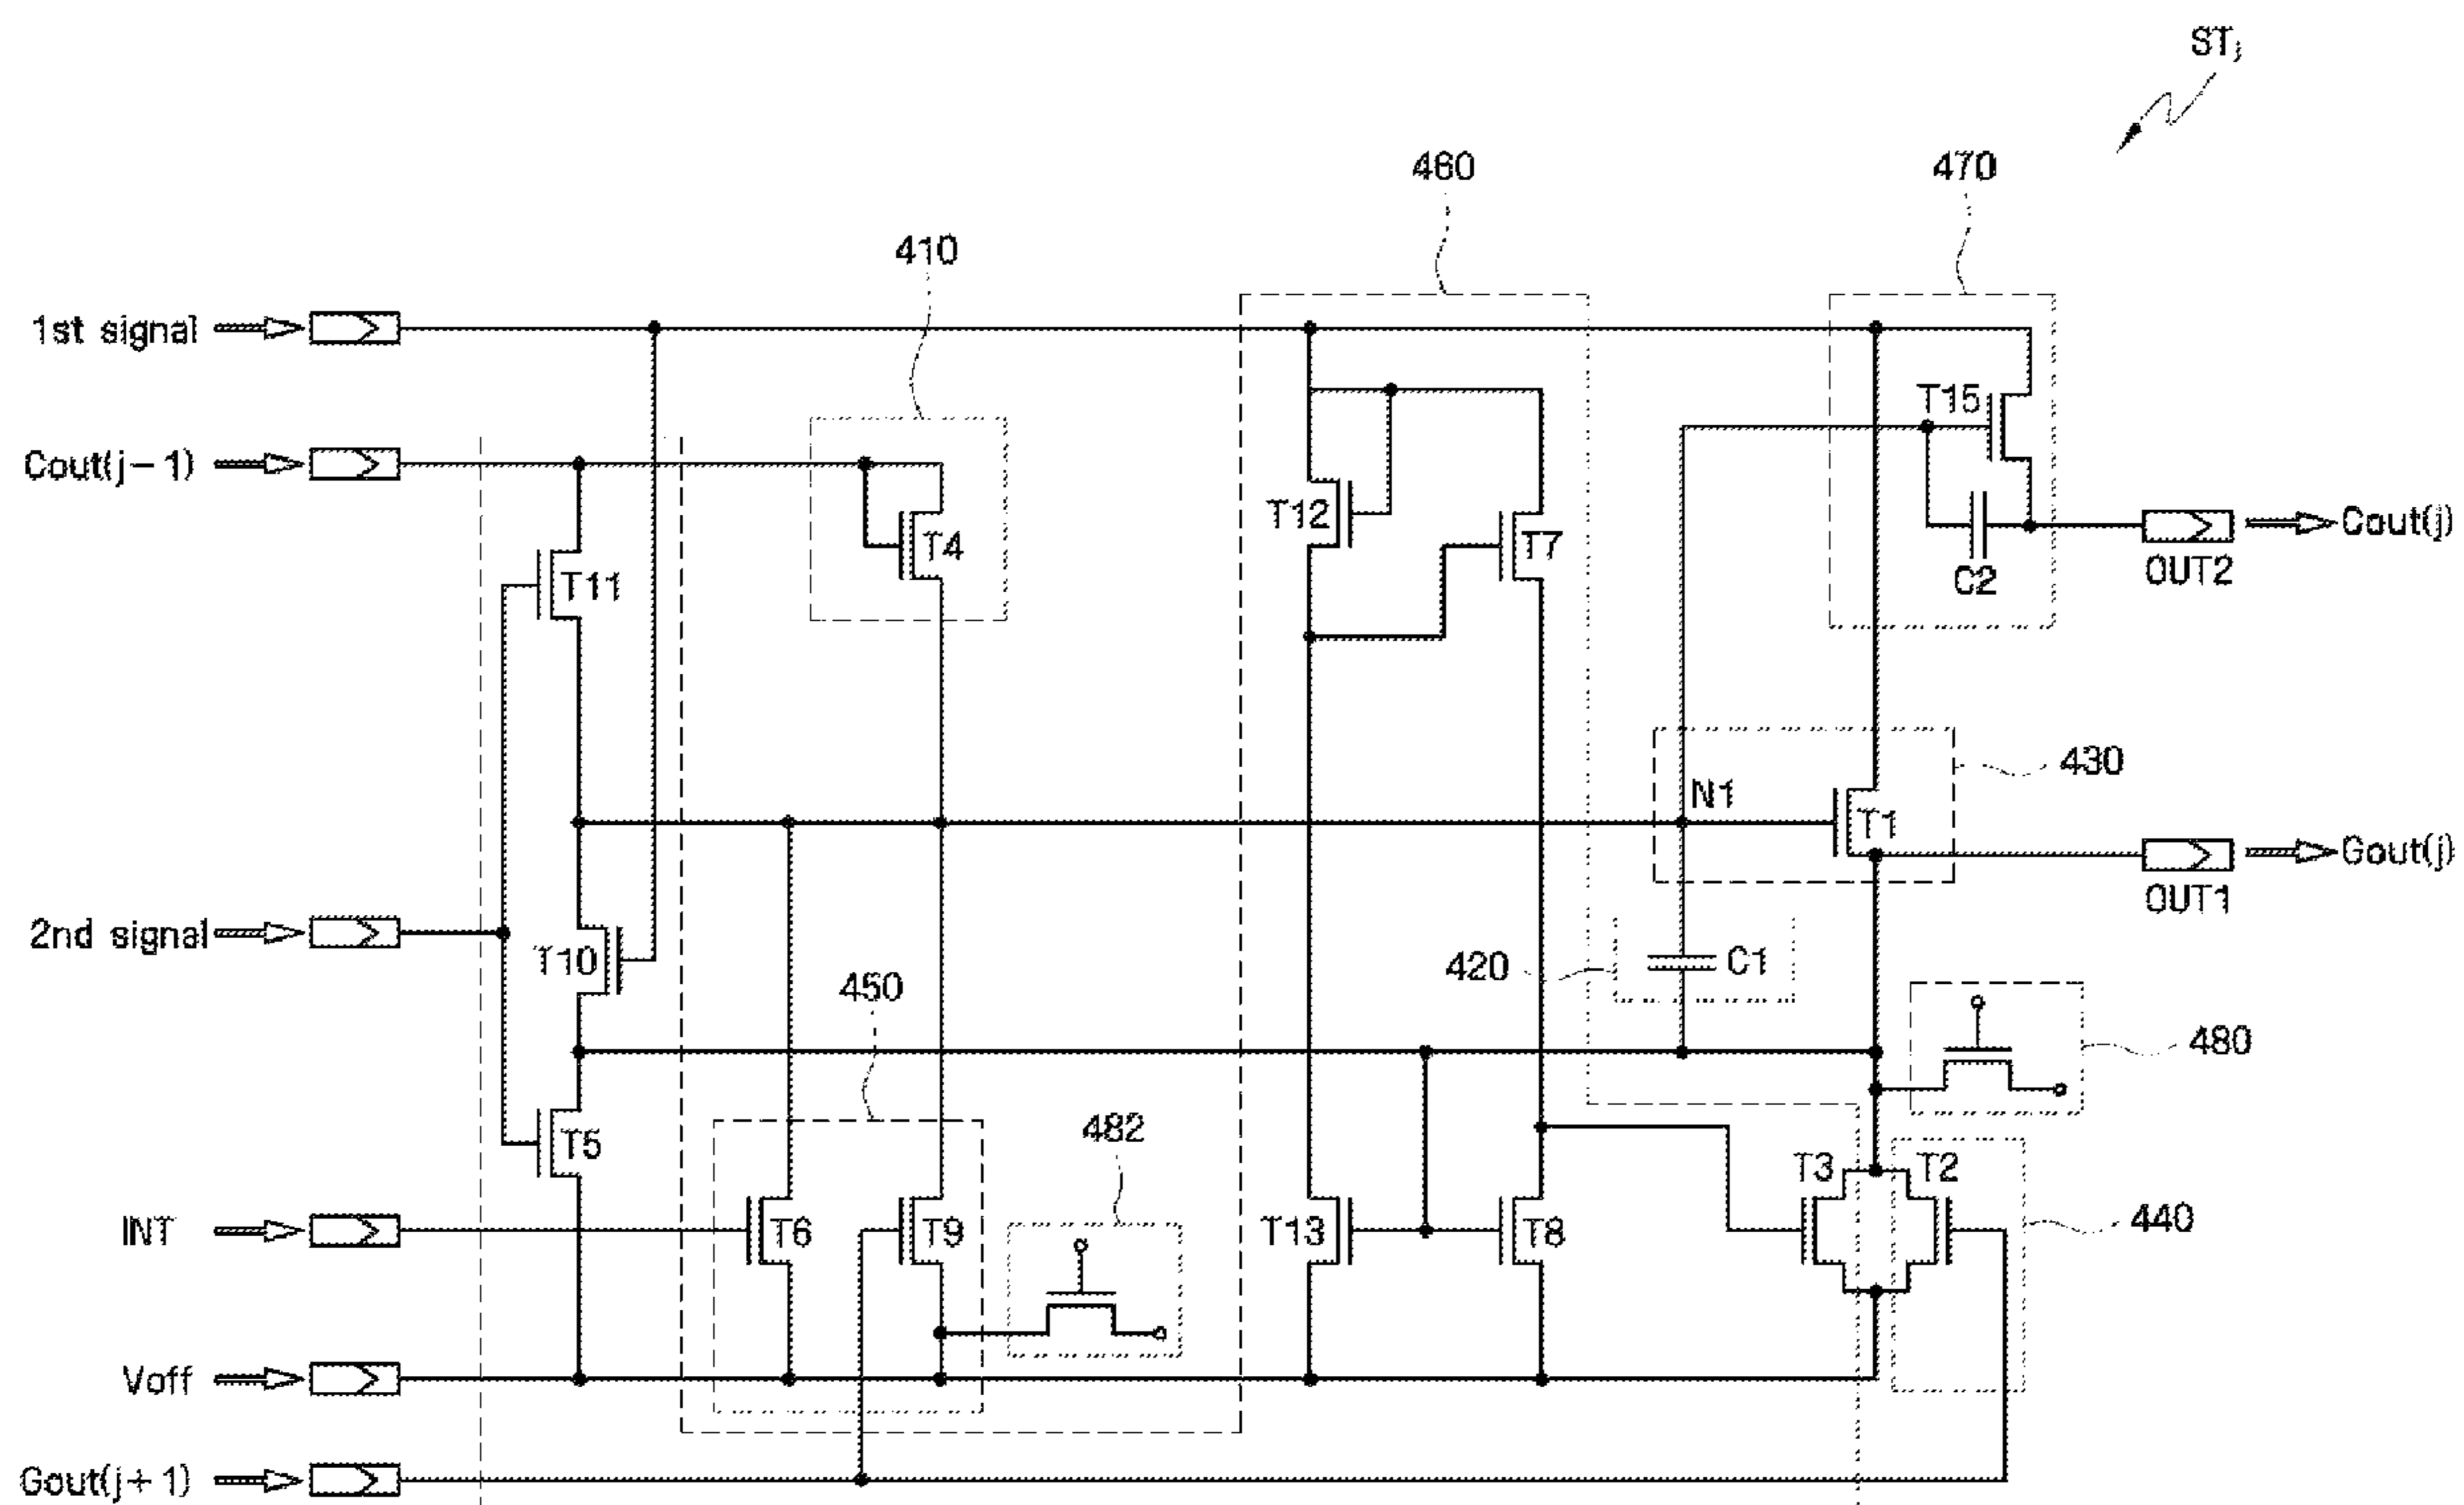 STj
460
470
410
1st signal
Cout(j-1)
T15
T12
T4
T7
Cout(j)
T11
C2
OUT2
430
N1
T1
Gout(j)
OUT1
2nd signal
T10
420
C1
450
480
482
T5
T3
T2
INT
T6
T9
T13
T8
440
Voff
Gout(j+1)